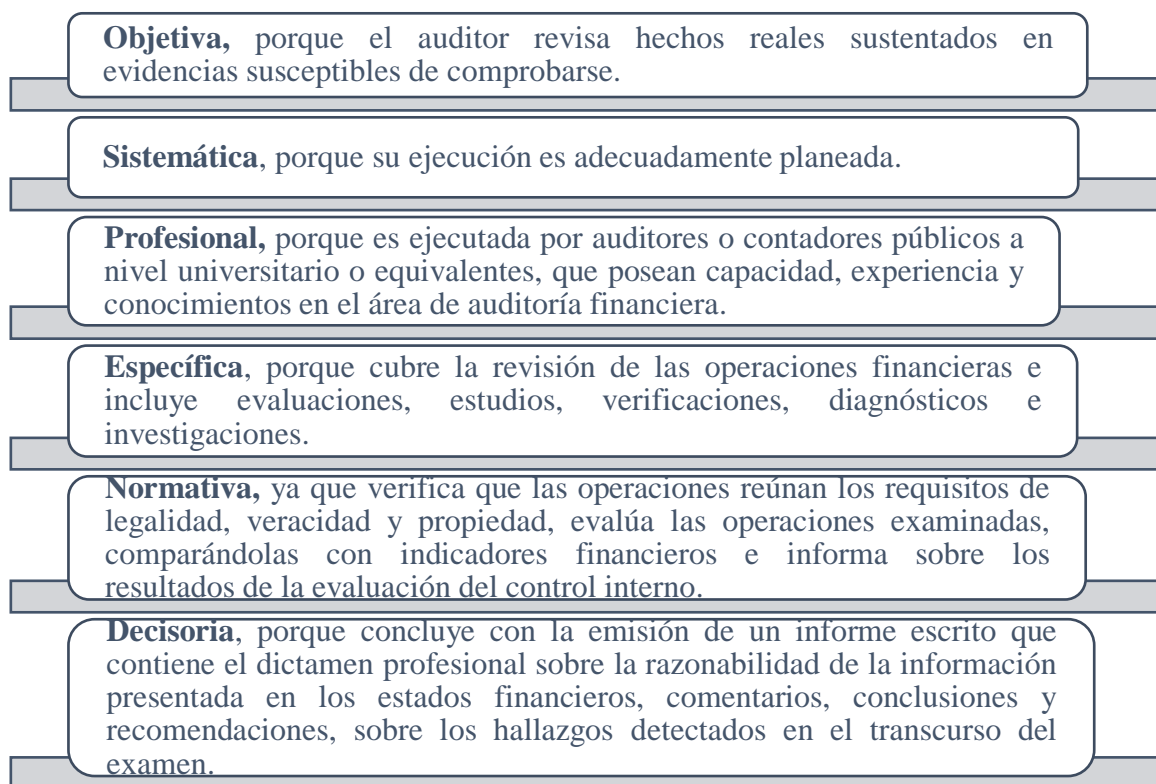 Objetiva, porque el auditor revisa hechos reales sustentados en
evidencias susceptibles de comprobarse.
Sistemática, porque su ejecución es adecuadamente planeada.
Profesional, porque es ejecutada por auditores o contadores públicos a
nivel universitario o equivalentes, que posean capacidad, experiencia y
conocimientos en el área de auditoría financiera.
Específica, porque cubre la revisión de las operaciones financieras e
incluye evaluaciones, estudios, verificaciones, diagnósticos e
investigaciones.
Normativa, ya que verifica que las operaciones reúnan los requisitos de
legalidad, veracidad y propiedad, evalúa las operaciones examinadas,
comparándolas con indicadores financieros e informa sobre los
resultados de la evaluación del control interno.
Decisoria, porque concluye con la emisión de un informe escrito que
contiene el dictamen profesional sobre la razonabilidad de la información
presentada en los estados financieros, comentarios, conclusiones y
recomendaciones, sobre los hallazgos detectados en el transcurso del
examen.